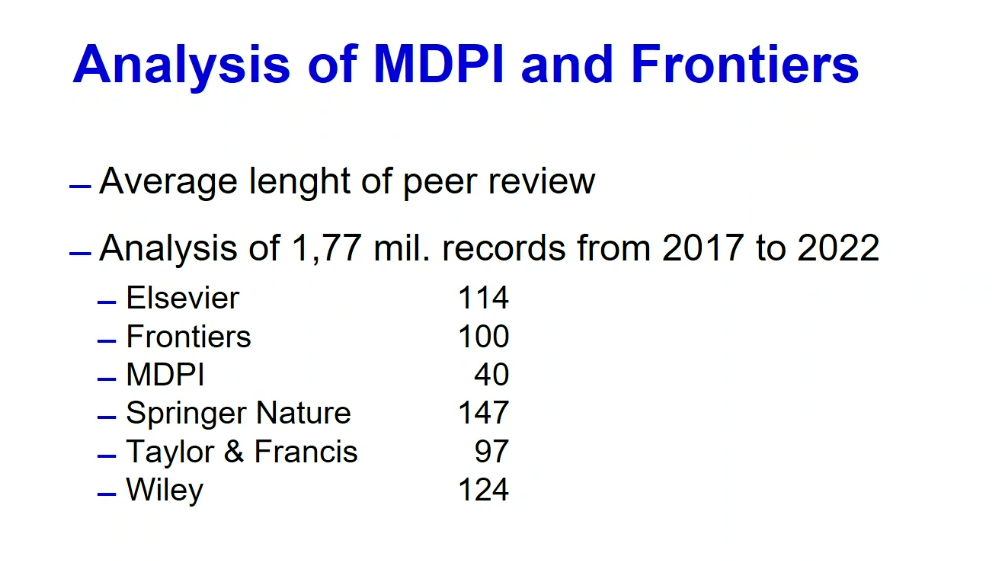 Analysis of MDPI and Frontiers
– Average lenght of peer review
– Analysis of 1,77 mil. records from 2017 to 2022
– Elsevier 114
– Frontiers 100
– MDPI 40
– Springer Nature 147
– Taylor & Francis 97
– Wiley 124